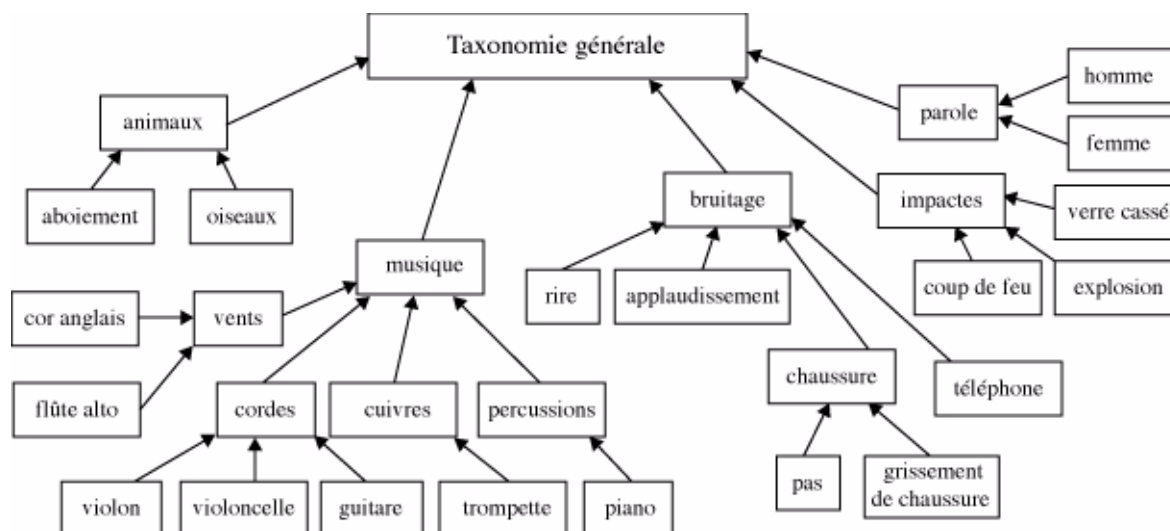 Taxonomie générale
homme
animaux
parole
femme
aboiement
oiseaux
bruitage
impactes
verre cassé
musique
rire
applaudissement
coup de feu
explosion
cor anglais
vents
chaussure
téléphone
flûte alto
cordes
cuivres
percussions
pas
grissement
de chaussure
violon
violoncelle
guitare
trompette
piano